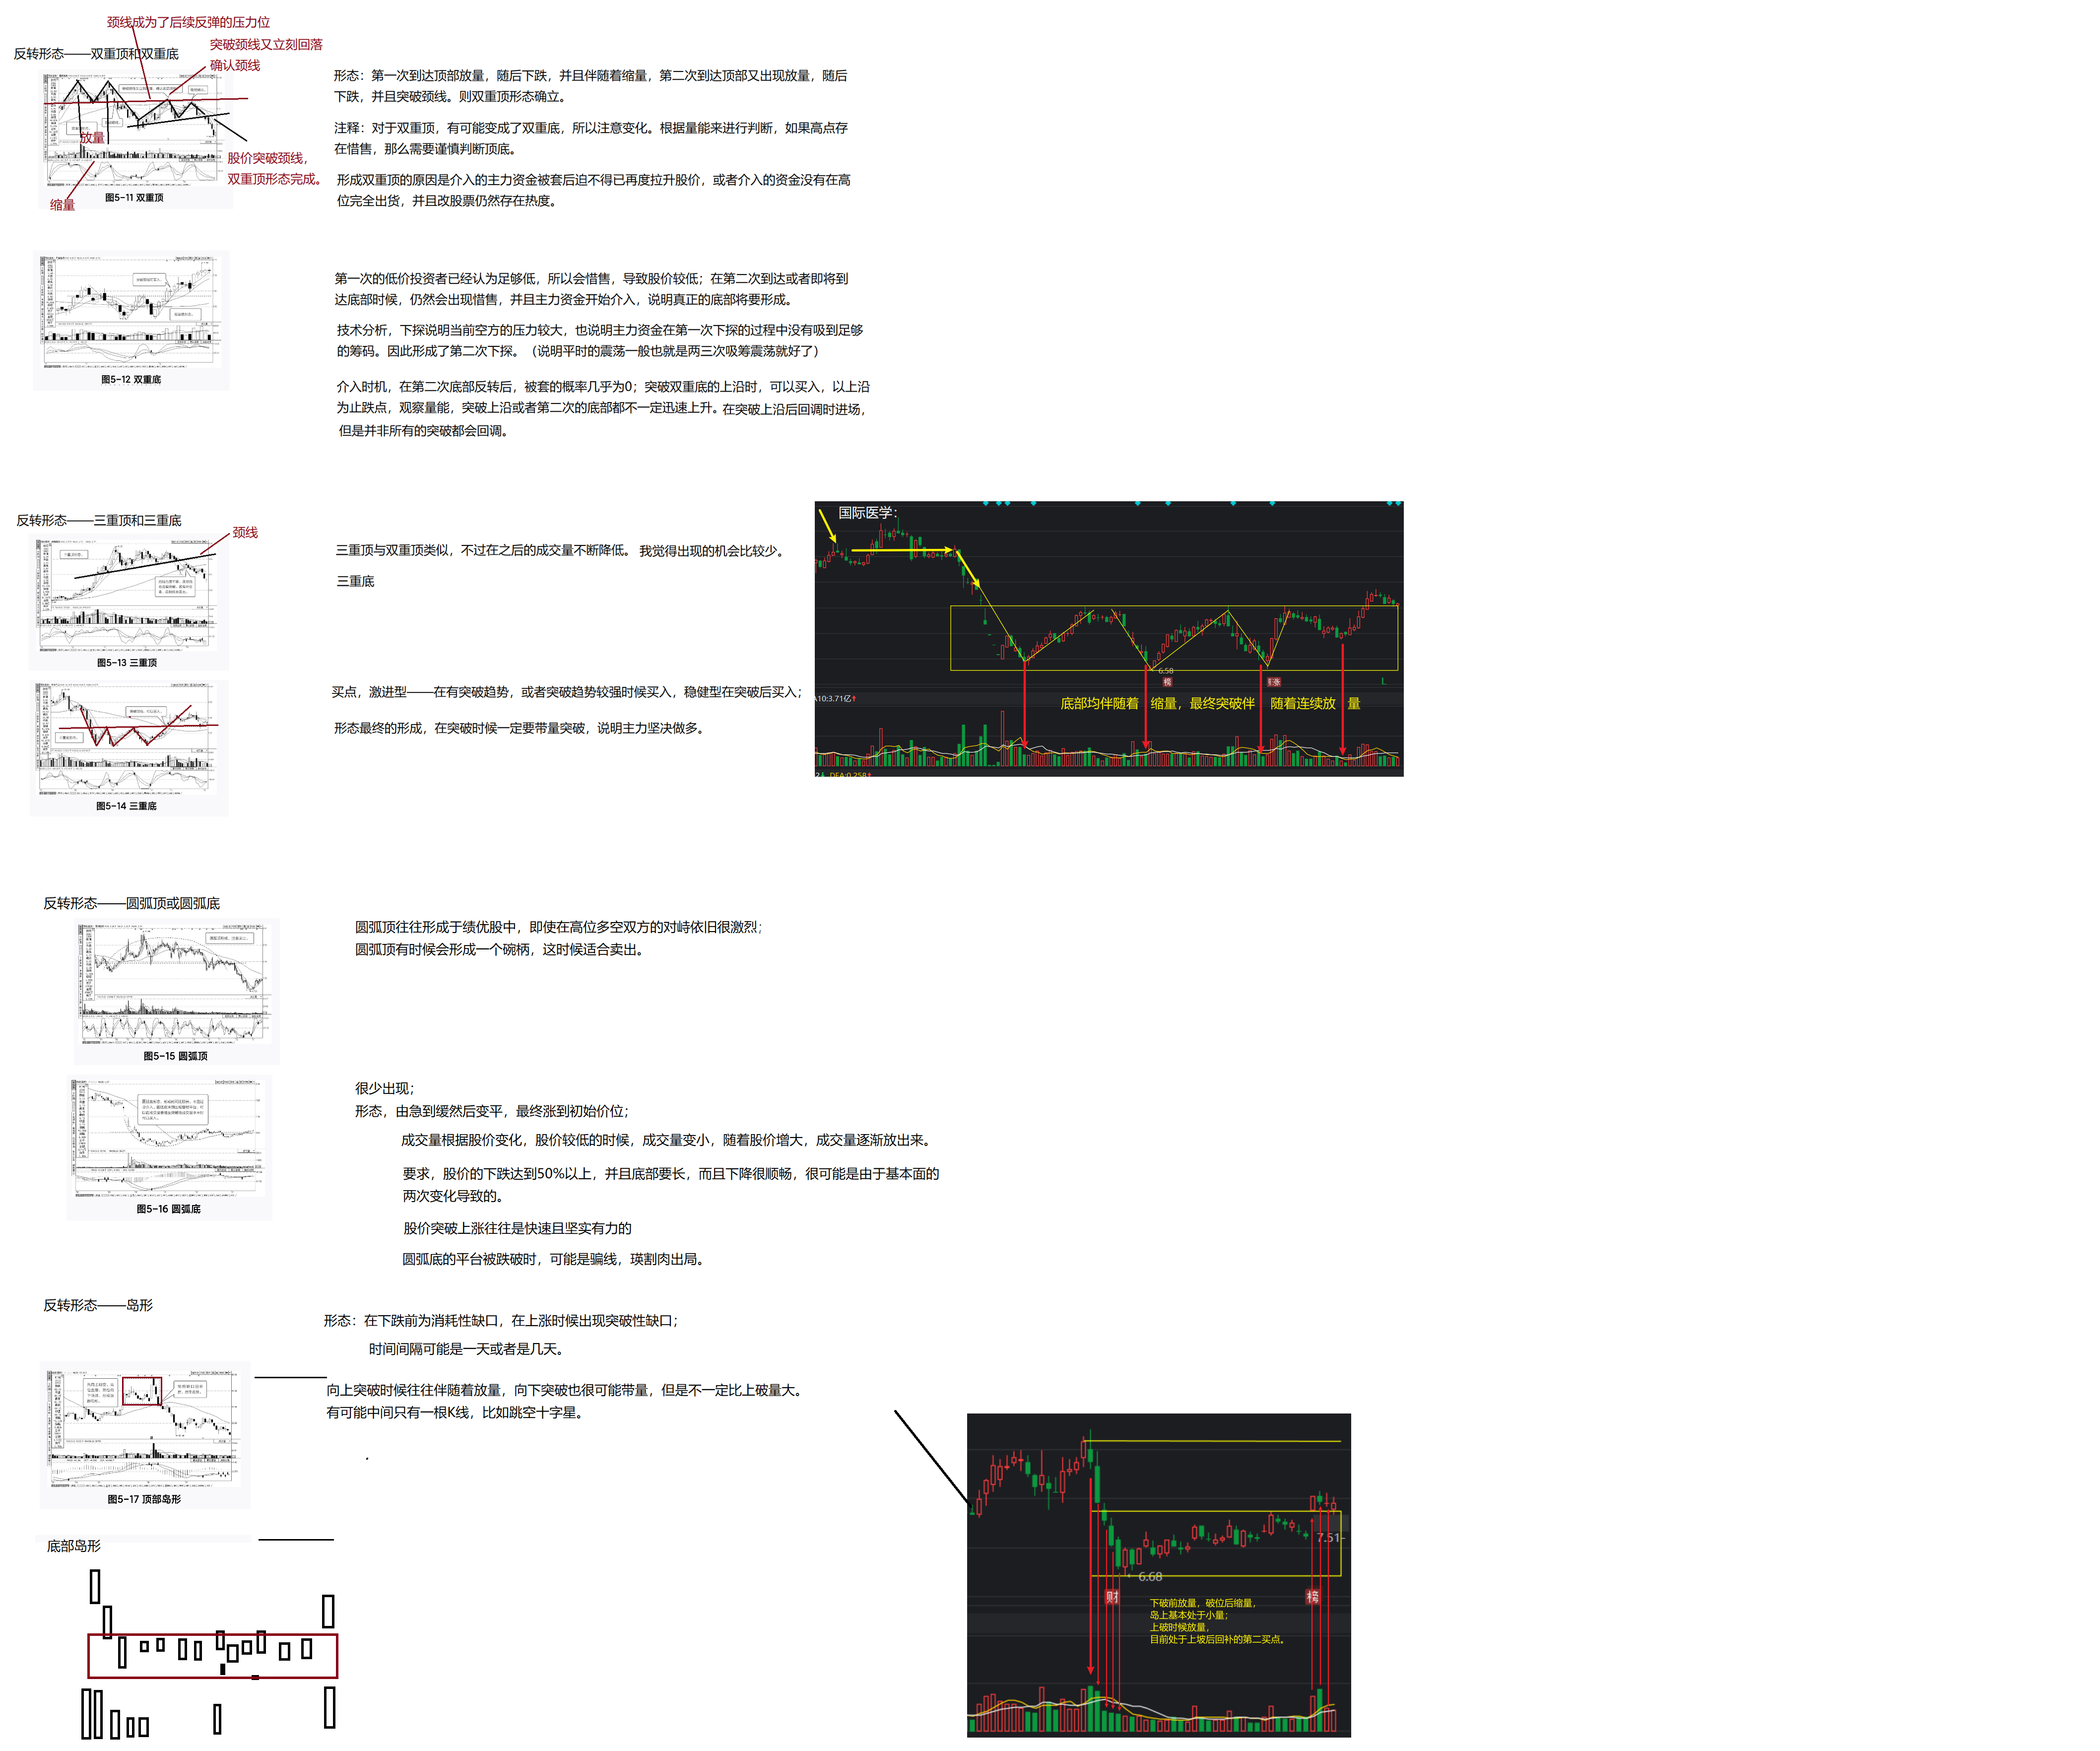 颈线成为了后续反弹的压力位
突破颈线又立刻回落
确认颈线
反转形态——双重顶和双重底
放量
股价突破颈线，
双重顶形态完成。
缩量
图5-11 双重顶
形态：第一次到达顶部放量，随后下跌，并且伴随着缩量，第二次到达顶部又出现放量，随后
下跌，并且突破颈线。则双重顶形态确立。
注释：对于双重顶，有可能变成了双重底，所以注意变化。根据量能来进行判断，如果高点存
在惜售，那么需要谨慎判断顶底。
形成双重顶的原因是介入的主力资金被套后迫不得已再度拉升股价，或者介入的资金没有在高
位完全出货，并且改股票仍然存在热度。
图5-12 双重底
第一次的低价投资者已经认为足够低，所以会惜售，导致股价较低；在第二次到达或者即将到
达底部时候，仍然会出现惜售，并且主力资金开始介入，说明真正的底部将要形成。
技术分析，下探说明当前空方的压力较大，也说明主力资金在第一次下探的过程中没有吸到足够
的筹码。因此形成了第二次下探。（说明平时的震荡一般也就是两三次吸筹震荡就好了）
介入时机，在第二次底部反转后，被套的概率几乎为0；突破双重底的上沿时，可以买入，以上沿
为止跌点，观察量能，突破上沿或者第二次的底部都不一定迅速上升。在突破上沿后回调时进场，
但是并非所有的突破都会回调。
反转形态——三重顶和三重底
颈线
图5-13 三重顶
三重顶与双重顶类似，不过在之后的成交量不断降低。 我觉得出现的机会比较少。
三重底
图5-14 三重底
买点，激进型——在有突破趋势，或者突破趋势较强时候买入，稳健型在突破后买入；
形态最终的形成，在突破时候一定要带量突破，说明主力坚决做多。
国际医学：
6.58
榜
涨
L
A10:3.71亿↑
底部均伴随着 缩量，最终突破伴 随着连续放 量
DEA:0.258↑
反转形态——圆弧顶或圆弧底
图5-15 圆弧顶
圆弧顶往往形成于绩优股中，即使在高位多空双方的对峙依旧很激烈；
圆弧顶有时候会形成一个碗柄，这时候适合卖出。
图5-16 圆弧底
很少出现；
形态，由急到缓然后变平，最终涨到初始价位；
成交量根据股价变化，股价较低的时候，成交量变小，随着股价增大，成交量逐渐放出来。
要求，股价的下跌达到50%以上，并且底部要长，而且下降很顺畅，很可能是由于基本面的
两次变化导致的。
股价突破上涨往往是快速且坚实有力的
圆弧底的平台被跌破时，可能是骗线，瑛割肉出局。
反转形态——岛形
形态：在下跌前为消耗性缺口，在上涨时候出现突破性缺口；
时间间隔可能是一天或者是几天。
图5-17 顶部岛形
向上突破时候往往伴随着放量，向下突破也很可能带量，但是不一定比上破量大。
有可能中间只有一根K线，比如跳空十字星。
底部岛形
7.51
6.68
榜
下破前放量，破位后缩量，
岛上基本处于小量；
上破时候放量，
目前处于上坡后回补的第二买点。